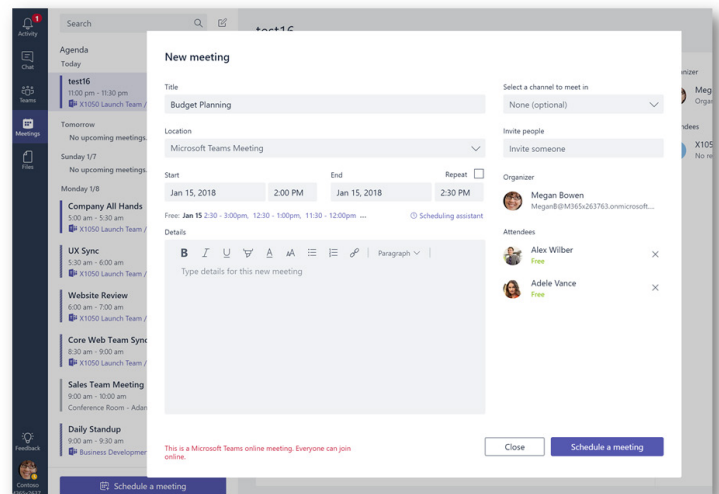 1
Activity
Chat
Teams
Meetings
Files
Feedback
Contoso
Search
Agenda
Today
test16
11:00 pm - 11:30 pm
X1050 Launch Team /
Tomorrow
No upcoming meetings.
Sunday 1/7
No upcoming meetings.
Monday 1/8
Company All Hands
5:00 am - 5:30 am
X1050 Launch Team /
UX Sync
5:30 am - 6:00 am
X1050 Launch Team /
Website Review
6:00 am - 7:00 am
X1050 Launch Team /
Core Web Team Sync
8:30 am - 9:00 am
X1050 Launch Team /
Sales Team Meeting
9:00 am - 10:00 am
Conference Room - Adam
Daily Standup
9:00 am - 9:30 am
Business Developmen
Schedule a meeting
test16
New meeting
Title
Budget Planning
Location
Microsoft Teams Meeting
Start
End
Repeat
Jan 15, 2018 2:00 PM
Jan 15, 2018 2:30 PM
Free: Jan 15 2:30 - 3:00pm, 12:30 - 1:00pm, 11:30 - 12:00pm ...
Scheduling assistant
Details
B I U A AA Paragraph
Type details for this new meeting
This is a Microsoft Teams online meeting. Everyone can join
online.
Select a channel to meet in
None (optional)
Invite people
Invite someone
Organizer
Megan Bowen
MeganB@M365x263763.onmicrosoft....
Attendees
Alex Wilber
Free
Adele Vance
Free
Close
Schedule a meeting
nizer
Meg
Organ
dees
X105
No re